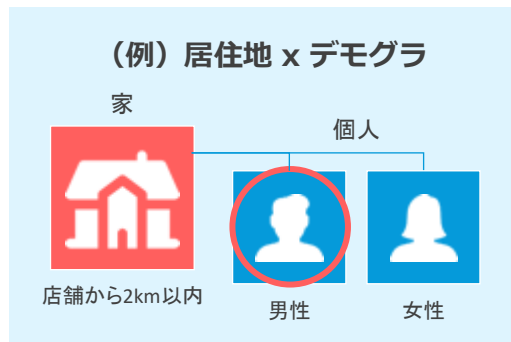 （例）居住地 x デモグラ
家
個人
店舗から2km以内
男性
女性